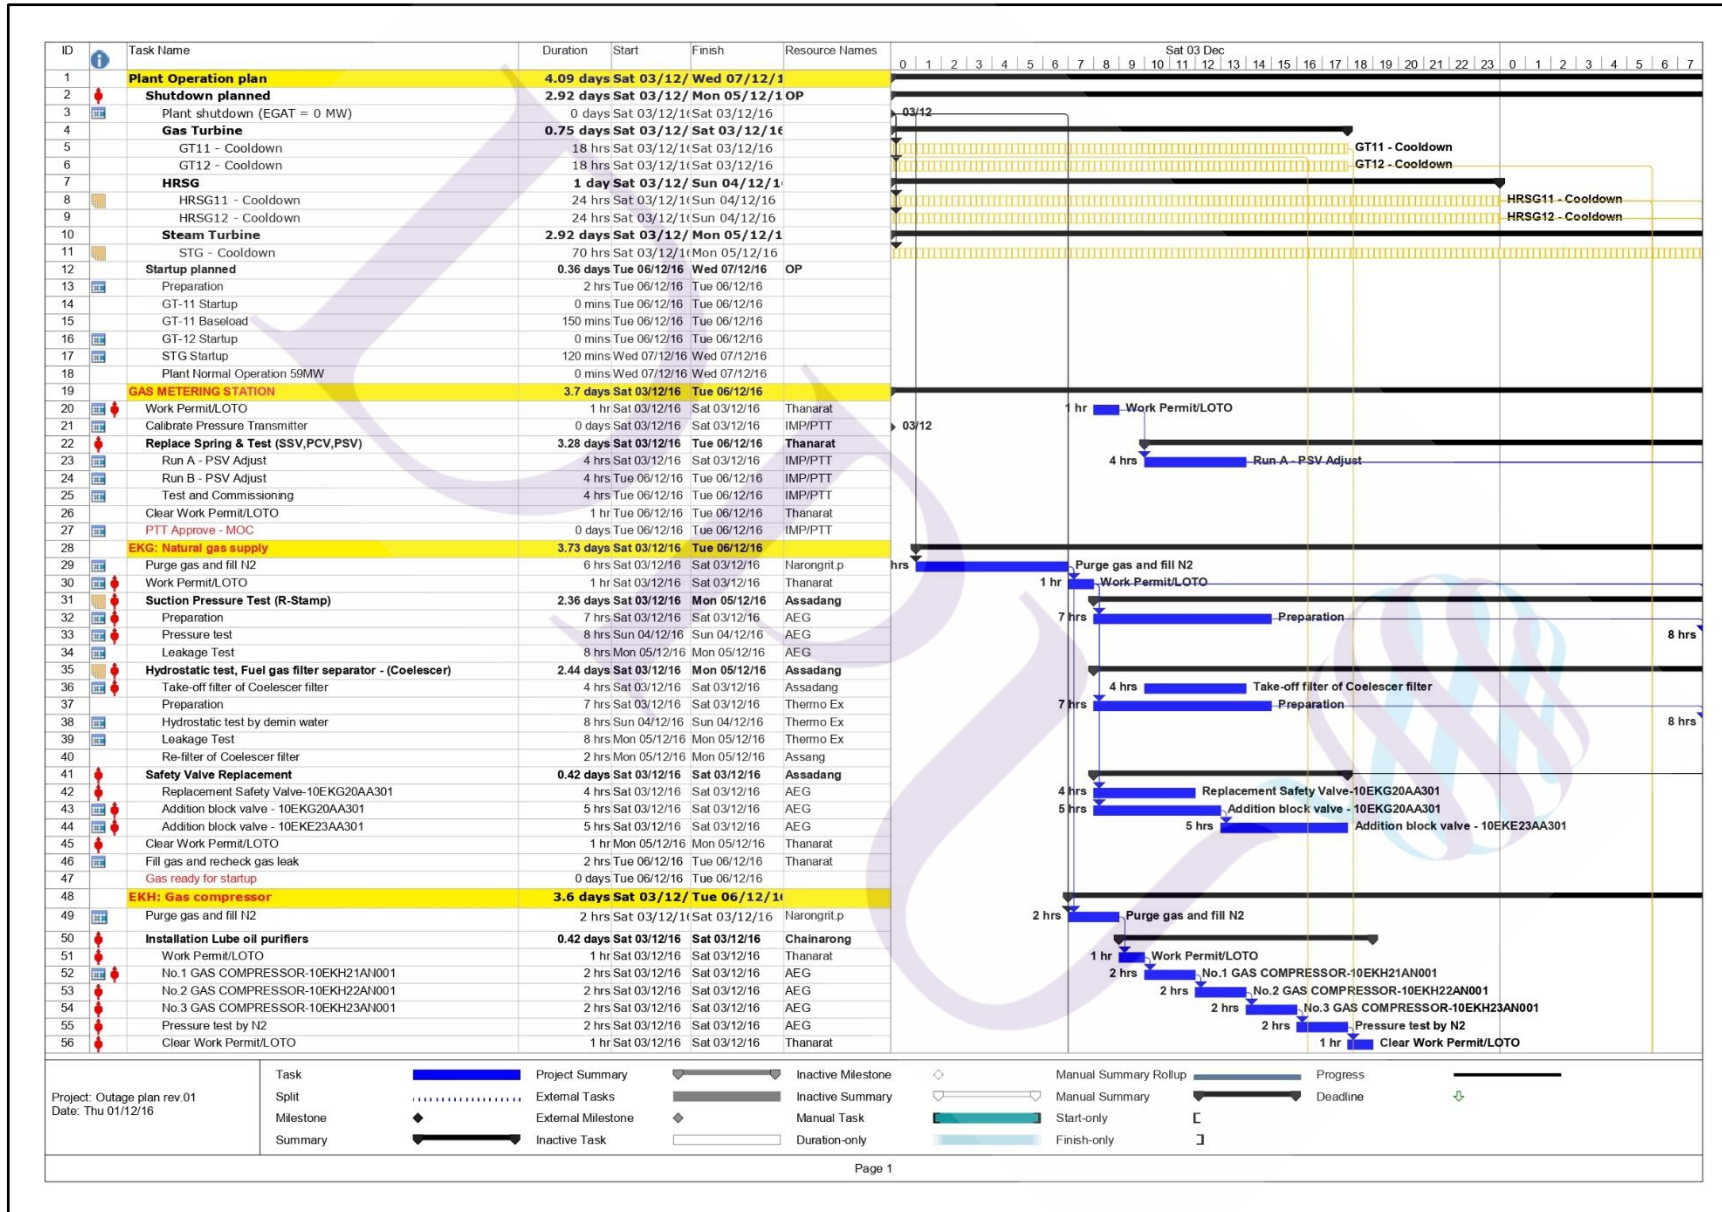 ID Task Name Duration Start Finish Resource Names Sat 03 Dec
0 1 2 3 4 5 6 7 8 9 10 11 12 13 14 15 16 17 18 19 20 21 22 23 0 1 2 3 4 5 6 7
1 Plant Operation plan 4.09 days Sat 03/12/ Wed 07/12/1
2 Shutdown planned 2.92 days Sat 03/12/ Mon 05/12/1 OP
3 Plant shutdown (EGAT = 0 MW) 0 days Sat 03/12/1 Sat 03/12/16 03/12
4 Gas Turbine 0.75 days Sat 03/12/ Sat 03/12/16
5 GT11 - Cooldown 18 hrs Sat 03/12/1 Sat 03/12/16 GT11 - Cooldown
6 GT12 - Cooldown 18 hrs Sat 03/12/1 Sat 03/12/16 GT12 - Cooldown
7 HRSG 1 day Sat 03/12/ Sun 04/12/1
8 HRSG11 - Cooldown 24 hrs Sat 03/12/1 Sun 04/12/16 HRSG11 - Cooldown
9 HRSG12 - Cooldown 24 hrs Sat 03/12/1 Sun 04/12/16 HRSG12 - Cooldown
10 Steam Turbine 2.92 days Sat 03/12/ Mon 05/12/1
11 STG - Cooldown 70 hrs Sat 03/12/1 Mon 05/12/16
12 Startup planned 0.36 days Tue 06/12/16 Wed 07/12/16 OP
13 Preparation 2 hrs Tue 06/12/16 Tue 06/12/16
14 GT-11 Startup 0 mins Tue 06/12/16 Tue 06/12/16
15 GT-11 Baseload 150 mins Tue 06/12/16 Tue 06/12/16
16 GT-12 Startup 0 mins Tue 06/12/16 Tue 06/12/16
17 STG Startup 120 mins Wed 07/12/16 Wed 07/12/16
18 Plant Normal Operation 59MW 0 mins Wed 07/12/16 Wed 07/12/16
19 GAS METERING STATION 3.7 days Sat 03/12/16 Tue 06/12/16
20 Work Permit/LOTO 1 hr Sat 03/12/16 Sat 03/12/16 Thanarat 1 hr Work Permit/LOTO
21 Calibrate Pressure Transmitter 0 days Sat 03/12/16 Sat 03/12/16 IMP/PTT 03/12
22 Replace Spring & Test (SSV,PCV,PSV) 3.28 days Sat 03/12/16 Tue 06/12/16 Thanarat
23 Run A - PSV Adjust 4 hrs Sat 03/12/16 Sat 03/12/16 IMP/PTT 4 hrs Run A - PSV Adjust
24 Run B - PSV Adjust 4 hrs Tue 06/12/16 Tue 06/12/16 IMP/PTT
25 Test and Commissioning 4 hrs Tue 06/12/16 Tue 06/12/16 IMP/PTT
26 Clear Work Permit/LOTO 1 hr Tue 06/12/16 Tue 06/12/16 Thanarat
27 PTT Approve - MOC 0 days Tue 06/12/16 Tue 06/12/16 IMP/PTT
28 EKG: Natural gas supply 3.73 days Sat 03/12/16 Tue 06/12/16
29 Purge gas and fill N2 6 hrs Sat 03/12/16 Sat 03/12/16 Narongrit.p hrs Purge gas and fill N2
30 Work Permit/LOTO 1 hr Sat 03/12/16 Sat 03/12/16 Thanarat 1 hr Work Permit/LOTO
31 Suction Pressure Test (R-Stamp) 2.36 days Sat 03/12/16 Mon 05/12/16 Assadang
32 Preparation 7 hrs Sat 03/12/16 Sat 03/12/16 AEG 7 hrs Preparation
33 Pressure test 8 hrs Sun 04/12/16 Sun 04/12/16 AEG 8 hrs
34 Leakage Test 8 hrs Mon 05/12/16 Mon 05/12/16 AEG
35 Hydrostatic test, Fuel gas filter separator - (Coelescer) 2.44 days Sat 03/12/16 Mon 05/12/16 Assadang
36 Take-off filter of Coelescer filter 4 hrs Sat 03/12/16 Sat 03/12/16 Assadang 4 hrs Take-off filter of Coelescer filter
37 Preparation 7 hrs Sat 03/12/16 Sat 03/12/16 Thermo Ex 7 hrs Preparation
38 Hydrostatic test by demin water 8 hrs Sun 04/12/16 Sun 04/12/16 Thermo Ex 8 hrs
39 Leakage Test 8 hrs Mon 05/12/16 Mon 05/12/16 Thermo Ex
40 Re-filter of Coelescer filter 2 hrs Mon 05/12/16 Mon 05/12/16 Assang
41 Safety Valve Replacement 0.42 days Sat 03/12/16 Sat 03/12/16 Assadang
42 Replacement Safety Valve-10EKG20AA301 4 hrs Sat 03/12/16 Sat 03/12/16 AEG 4 hrs Replacement Safety Valve-10EKG20AA301
43 Addition block valve - 10EKG20AA301 5 hrs Sat 03/12/16 Sat 03/12/16 AEG 5 hrs Addition block valve - 10EKG20AA301
44 Addition block valve - 10EKE23AA301 5 hrs Sat 03/12/16 Sat 03/12/16 AEG 5 hrs Addition block valve - 10EKE23AA301
45 Clear Work Permit/LOTO 1 hr Mon 05/12/16 Mon 05/12/16 Thanarat
46 Fill gas and recheck gas leak 2 hrs Tue 06/12/16 Tue 06/12/16 Thanarat
47 Gas ready for startup 0 days Tue 06/12/16 Tue 06/12/16
48 EKH: Gas compressor 3.6 days Sat 03/12/ Tue 06/12/1
49 Purge gas and fill N2 2 hrs Sat 03/12/1 Sat 03/12/16 Narongrit.p 2 hrs Purge gas and fill N2
50 Installation Lube oil purifiers 0.42 days Sat 03/12/16 Sat 03/12/16 Chainarong
51 Work Permit/LOTO 1 hr Sat 03/12/16 Sat 03/12/16 Thanarat 1 hr Work Permit/LOTO
52 No.1 GAS COMPRESSOR-10EKH21AN001 2 hrs Sat 03/12/16 Sat 03/12/16 AEG 2 hrs No.1 GAS COMPRESSOR-10EKH21AN001
53 No.2 GAS COMPRESSOR-10EKH22AN001 2 hrs Sat 03/12/16 Sat 03/12/16 AEG 2 hrs No.2 GAS COMPRESSOR-10EKH22AN001
54 No.3 GAS COMPRESSOR-10EKH23AN001 2 hrs Sat 03/12/16 Sat 03/12/16 AEG 2 hrs No.3 GAS COMPRESSOR-10EKH23AN001
55 Pressure test by N2 2 hrs Sat 03/12/16 Sat 03/12/16 AEG 2 hrs Pressure test by N2
56 Clear Work Permit/LOTO 1 hr Sat 03/12/16 Sat 03/12/16 Thanarat 1 hr Clear Work Permit/LOTO
Project: Outage plan rev.01
Date: Thu 01/12/16
Task Project Summary Inactive Milestone Manual Summary Rollup Progress
Split External Tasks Inactive Summary Manual Summary Deadline
Milestone External Milestone Manual Task Start-only
Summary Inactive Task Duration-only Finish-only
Page 1